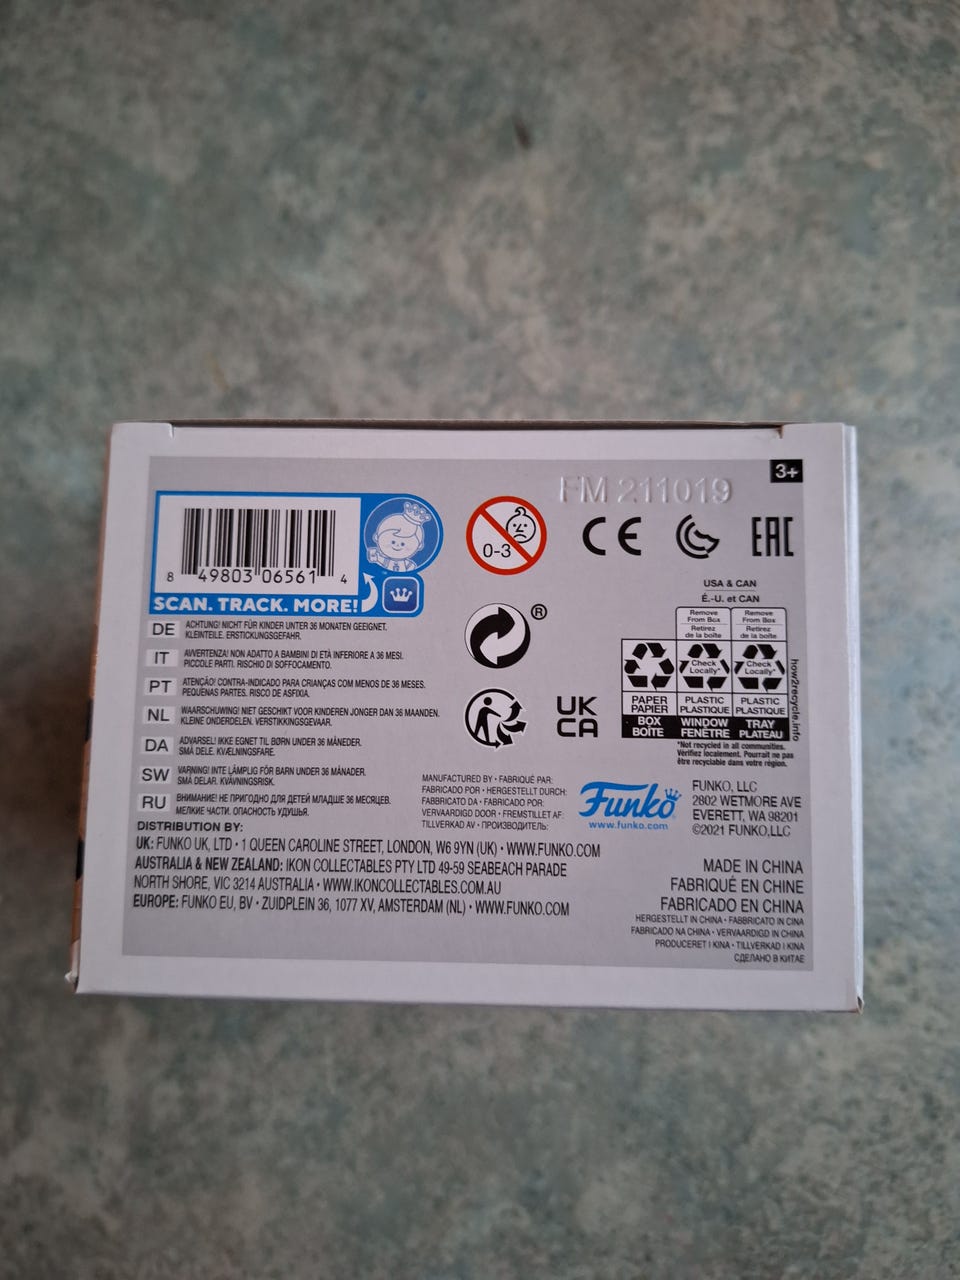 3+
FM 211019
8 49803 06561 4
SCAN. TRACK. MORE!
0-3
CE
EAC
USA & CAN
É.-U. et CAN
Remove From Box
Retirez de la boîte
Remove From Box
Retirez de la boîte
Check Locally*
Check Locally*
PAPER
PAPIER
BOX
BOÎTE
PLASTIC
PLASTIQUE
WINDOW
FENÊTRE
PLASTIC
PLASTIQUE
TRAY
PLATEAU
how2recycle.info
*Not recycled in all communities.
Vérifiez localement. Pourrait ne pas
être recyclable dans votre région.
®
UK
CA
DE ACHTUNG! NICHT FÜR KINDER UNTER 36 MONATEN GEEIGNET.
KLEINTEILE. ERSTICKUNGSGEFAHR.
IT AVVERTENZA! NON ADATTO A BAMBINI DI ETÀ INFERIORE A 36 MESI.
PICCOLE PARTI. RISCHIO DI SOFFOCAMENTO.
PT ATENÇÃO! CONTRA-INDICADO PARA CRIANÇAS COM MENOS DE 36 MESES.
PEQUENAS PARTES. RISCO DE ASFIXIA.
NL WAARSCHUWING! NIET GESCHIKT VOOR KINDEREN JONGER DAN 36 MAANDEN.
KLEINE ONDERDELEN. VERSTIKKINGSGEVAAR.
DA ADVARSEL! IKKE EGNET TIL BØRN UNDER 36 MÅNEDER.
SMÅ DELE. KVÆLNINGSFARE.
SW VARNING! INTE LÄMPLIG FÖR BARN UNDER 36 MÅNADER.
SMÅ DELAR. KVÄVNINGSRISK.
RU ВНИМАНИЕ! НЕ ПРИГОДНО ДЛЯ ДЕТЕЙ МЛАДШЕ 36 МЕСЯЦЕВ.
МЕЛКИЕ ЧАСТИ. ОПАСНОСТЬ УДУШЬЯ.
MANUFACTURED BY • FABRIQUÉ PAR:
FABRICADO POR • HERGESTELLT DURCH:
FABBRICATO DA • FABRICADO POR:
VERVAARDIGD DOOR • FREMSTILLET AF:
TILLVERKAD AV • ПРОИЗВОДИТЕЛЬ:
Funko
www.funko.com
FUNKO, LLC
2802 WETMORE AVE
EVERETT, WA 98201
©2021 FUNKO,LLC
DISTRIBUTION BY:
UK: FUNKO UK, LTD • 1 QUEEN CAROLINE STREET, LONDON, W6 9YN (UK) • WWW.FUNKO.COM
AUSTRALIA & NEW ZEALAND: IKON COLLECTABLES PTY LTD 49-59 SEABEACH PARADE
NORTH SHORE, VIC 3214 AUSTRALIA • WWW.IKONCOLLECTABLES.COM.AU
EUROPE: FUNKO EU, BV • ZUIDPLEIN 36, 1077 XV, AMSTERDAM (NL) • WWW.FUNKO.COM
MADE IN CHINA
FABRIQUÉ EN CHINE
FABRICADO EN CHINA
HERGESTELLT IN CHINA • FABBRICATO IN CINA
FABRICADO NA CHINA • VERVAARDIGD IN CHINA
PRODUCERET I KINA • TILLVERKAD I KINA
СДЕЛАНО В КИТАЕ